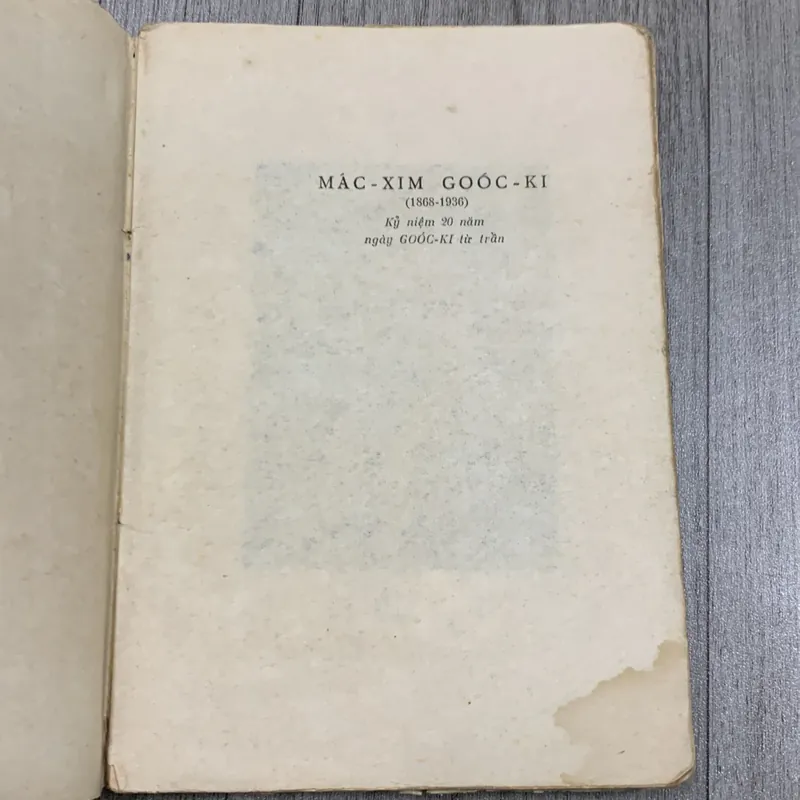 MÁC-XIM GOÓC-KI
(1868-1936)
Kỷ niệm 20 năm
ngày GOÓC-KI từ trần